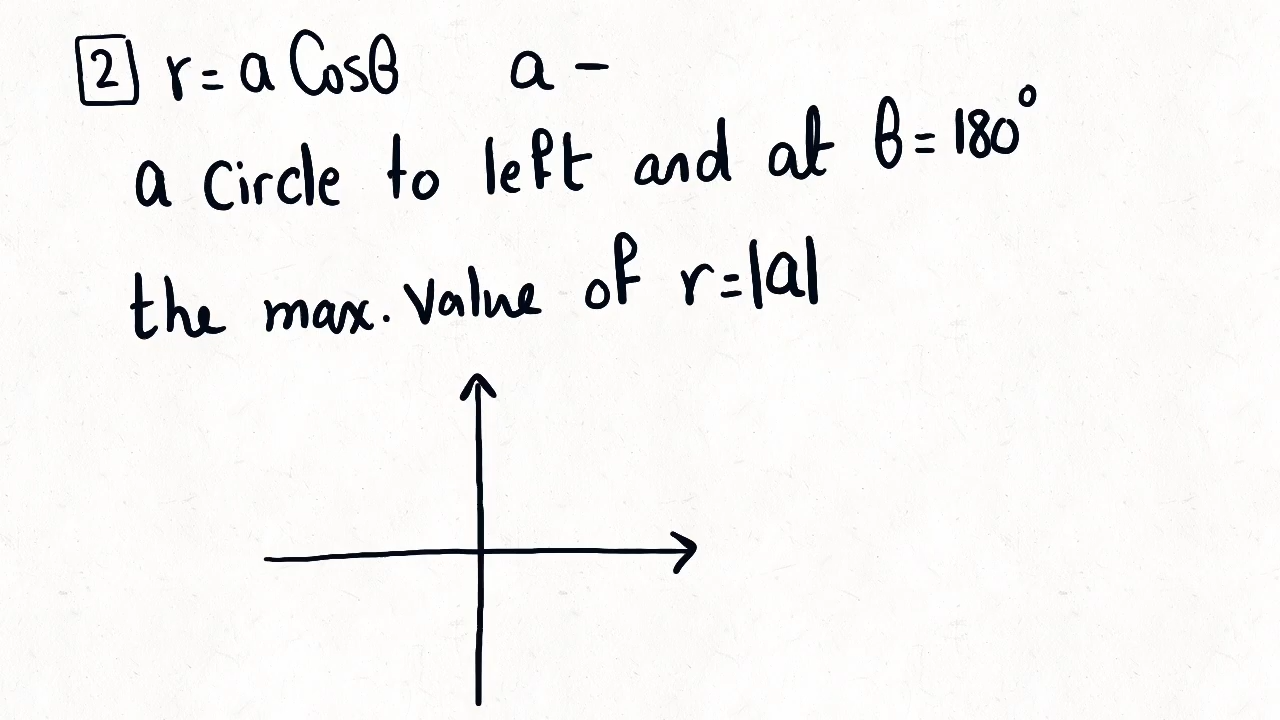 2 r = a Cosθ a -
a Circle to left and at θ = 180°
the max. value of r = |a|